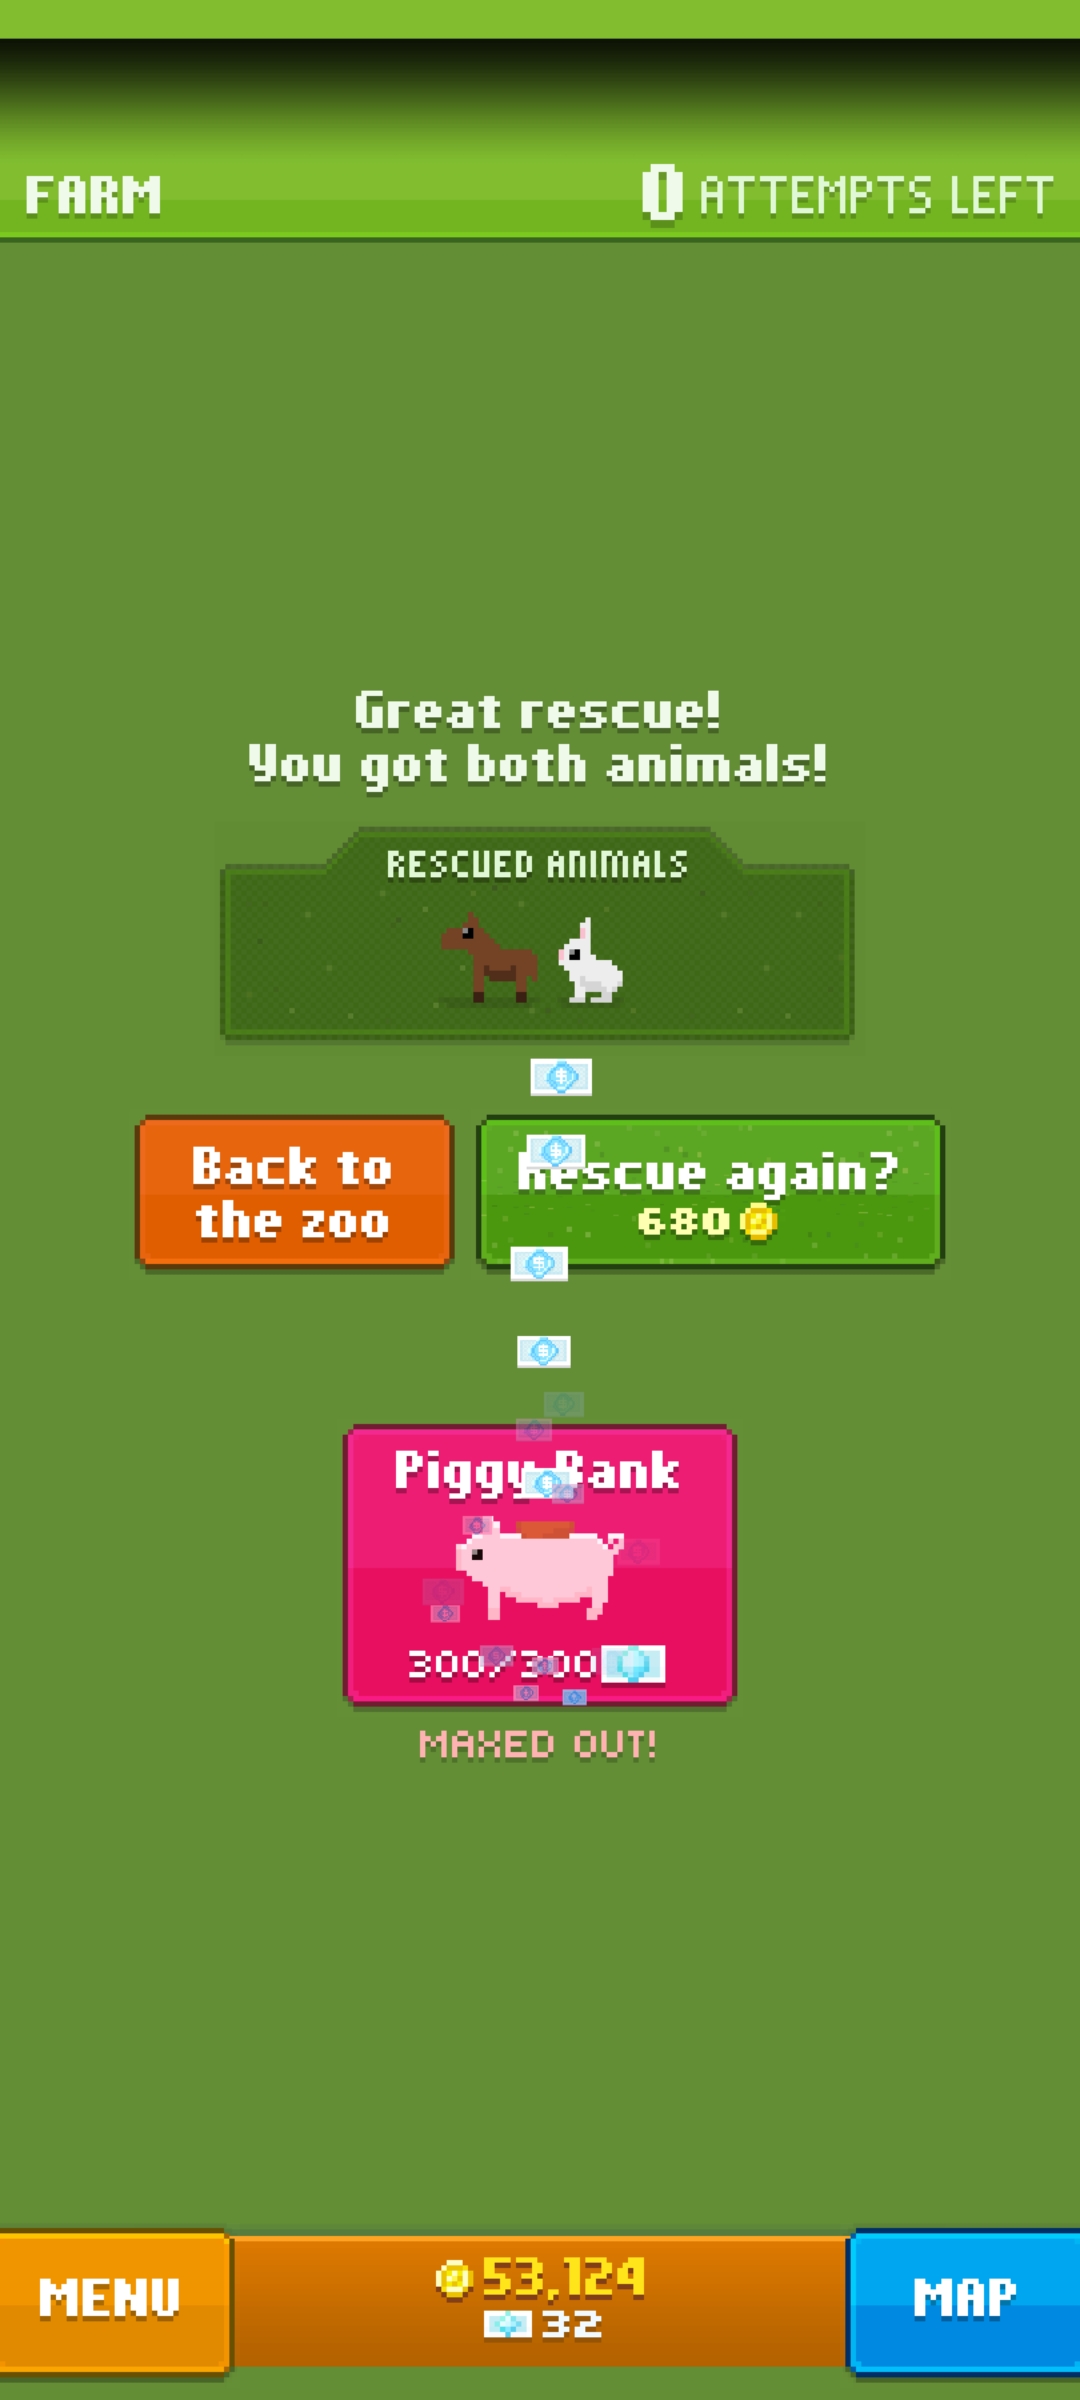 FARM
0 ATTEMPTS LEFT
Great rescue!
You got both animals!
RESCUED ANIMALS
Back to
the zoo
Rescue again?
680
Piggy Bank
300/300
MAXED OUT!
MENU
53,124
32
MAP